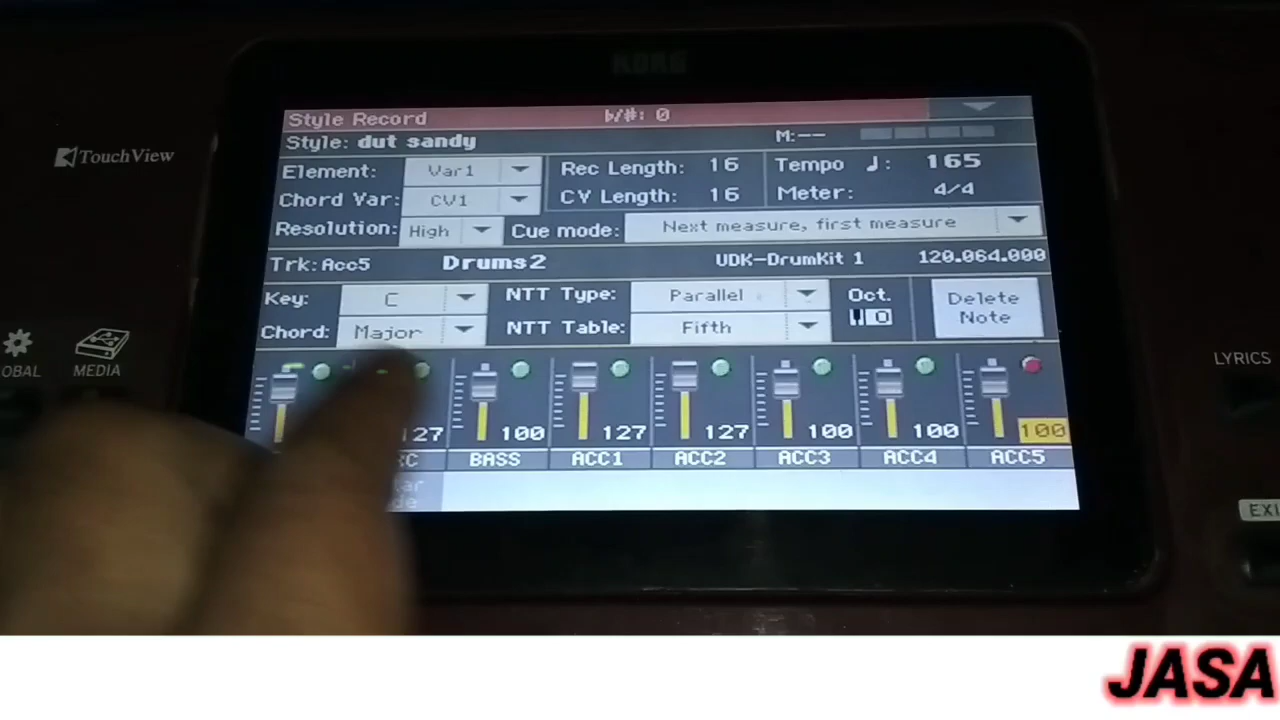 KORG
Style Record b/#: 0
Style: dut sandy M:--
Element: Var1 Rec Length: 16 Tempo ♩: 165
Chord Var: CV1 CV Length: 16 Meter: 4/4
Resolution: High Cue mode: Next measure, first measure
Trk:Acc5 Drums2 UDK-DrumKit 1 120.064.000
Key: C NTT Type: Parallel Oct. Delete
Chord: Major NTT Table: Fifth 0 Note
127 100 127 127 100 100 100
BASS ACC1 ACC2 ACC3 ACC4 ACC5
TouchView
OBAL MEDIA
LYRICS
EXI
JASA